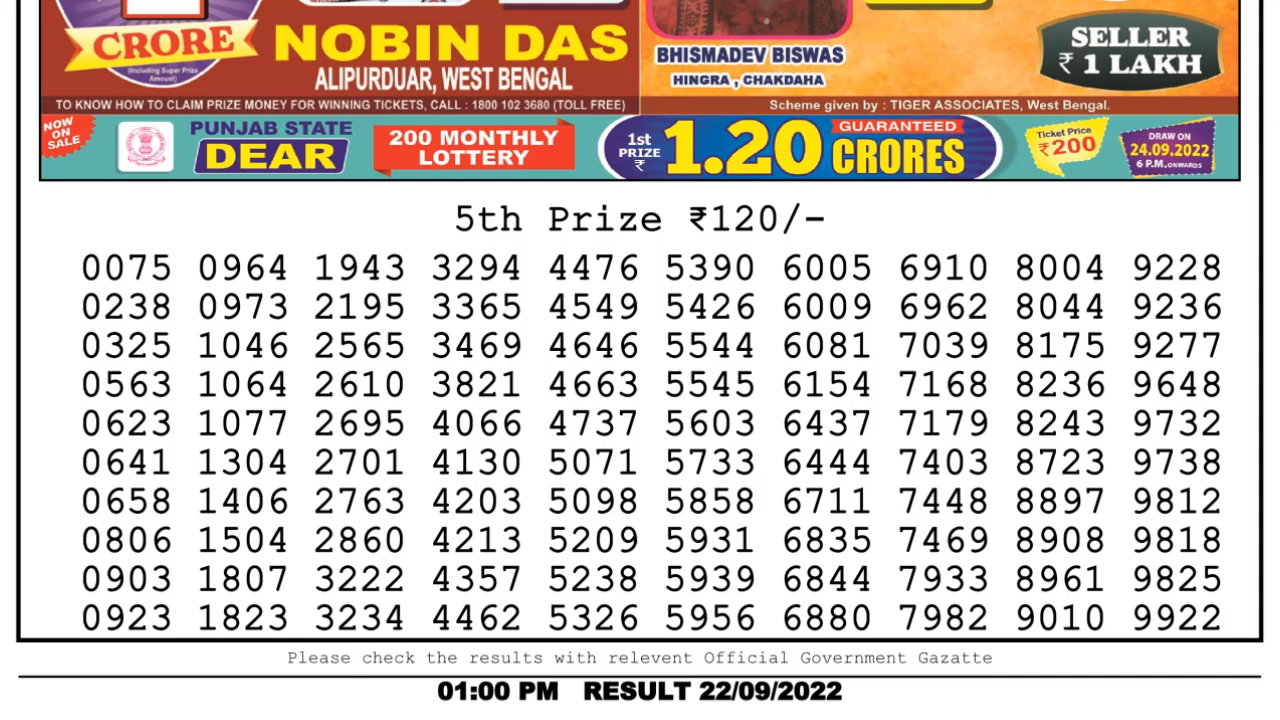 CRORE
(Including Super Prize
Amount)
NOBIN DAS
ALIPURDUAR, WEST BENGAL
BHISMADEV BISWAS
HINGRA , CHAKDAHA
SELLER
₹ 1 LAKH
TO KNOW HOW TO CLAIM PRIZE MONEY FOR WINNING TICKETS, CALL : 1800 102 3680 (TOLL FREE)
Scheme given by : TIGER ASSOCIATES, West Bengal.
NOW
ON
SALE
PUNJAB STATE
DEAR
200 MONTHLY
LOTTERY
1st
PRIZE
₹
1.20
GUARANTEED
CRORES
Ticket Price
₹200
DRAW ON
24.09.2022
6 P.M. ONWARDS
5th Prize ₹120/-
0075 0964 1943 3294 4476 5390 6005 6910 8004 9228
0238 0973 2195 3365 4549 5426 6009 6962 8044 9236
0325 1046 2565 3469 4646 5544 6081 7039 8175 9277
0563 1064 2610 3821 4663 5545 6154 7168 8236 9648
0623 1077 2695 4066 4737 5603 6437 7179 8243 9732
0641 1304 2701 4130 5071 5733 6444 7403 8723 9738
0658 1406 2763 4203 5098 5858 6711 7448 8897 9812
0806 1504 2860 4213 5209 5931 6835 7469 8908 9818
0903 1807 3222 4357 5238 5939 6844 7933 8961 9825
0923 1823 3234 4462 5326 5956 6880 7982 9010 9922
Please check the results with relevent Official Government Gazatte
01:00 PM RESULT 22/09/2022